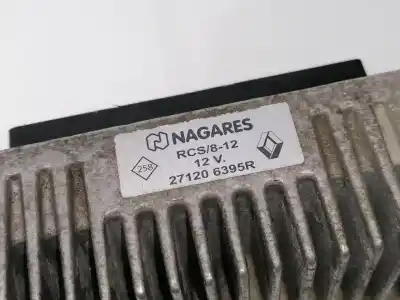 NAGARES
RCS/8-12
258
12 V.
27120 6395R